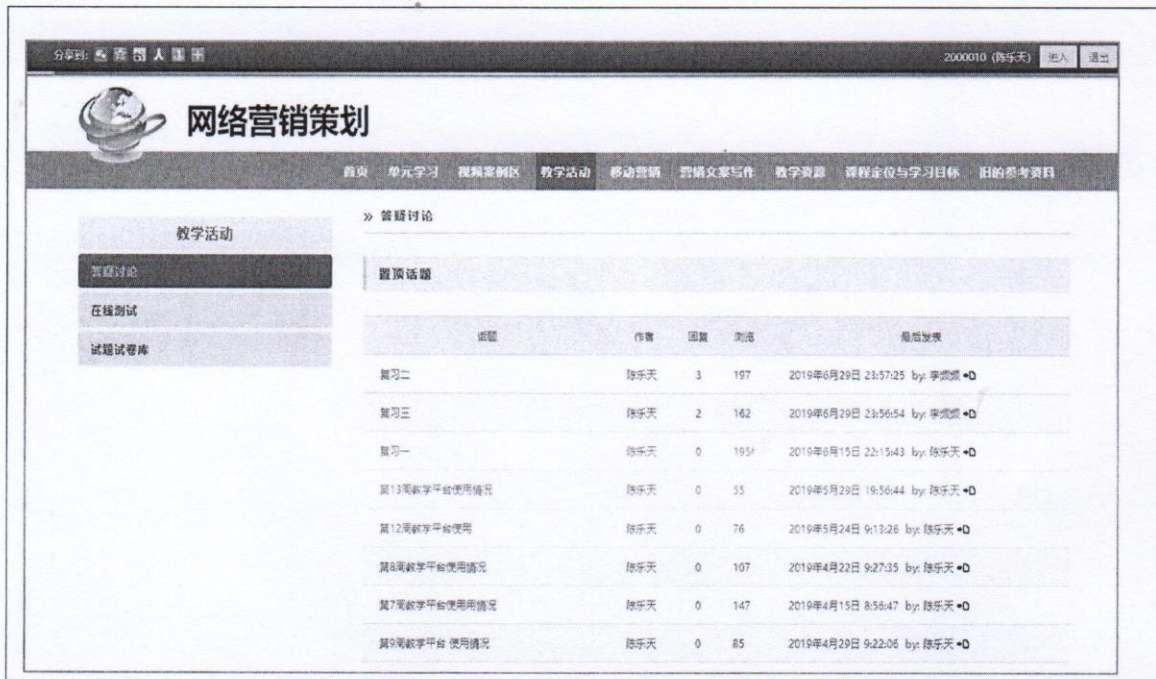 分享到:
2000010 (陈乐天) 进入 退出
网络营销策划
首页 单元学习 视频案例区 教学活动 移动营销 营销文案写作 教学资源 课程定位与学习目标 旧的参考资料
» 答疑讨论
教学活动
答疑讨论
在线测试
试题试卷库
置顶话题
话题 作者 回复 浏览 最后发表
复习二 陈乐天 3 197 2019年6月29日 23:57:25 by:
复习三 陈乐天 2 162 2019年6月29日 23:56:54 by:
复习一 陈乐天 0 195 2019年6月15日 22:15:43 by: 陈乐天
第13周教学平台使用情况 陈乐天 0 55 2019年5月29日 19:56:44 by: 陈乐天
第12周教学平台使用 陈乐天 0 76 2019年5月24日 9:13:26 by: 陈乐天
第8周教学平台使用情况 陈乐天 0 107 2019年4月22日 9:27:35 by: 陈乐天
第7周教学平台使用用情况 陈乐天 0 147 2019年4月15日 8:56:47 by: 陈乐天
第9周教学平台 使用情况 陈乐天 0 85 2019年4月29日 9:22:06 by: 陈乐天